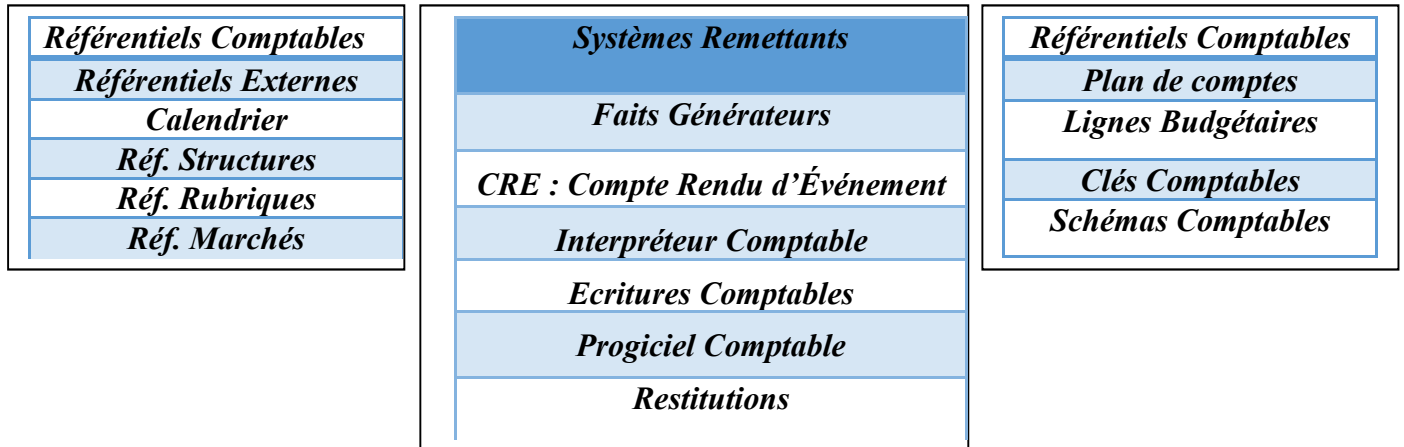 Référentiels Comptables
Référentiels Externes
Calendrier
Réf. Structures
Réf. Rubriques
Réf. Marchés
Systèmes Remettants
Faits Générateurs
CRE : Compte Rendu d’Événement
Interpréteur Comptable
Ecritures Comptables
Progiciel Comptable
Restitutions
Référentiels Comptables
Plan de comptes
Lignes Budgétaires
Clés Comptables
Schémas Comptables